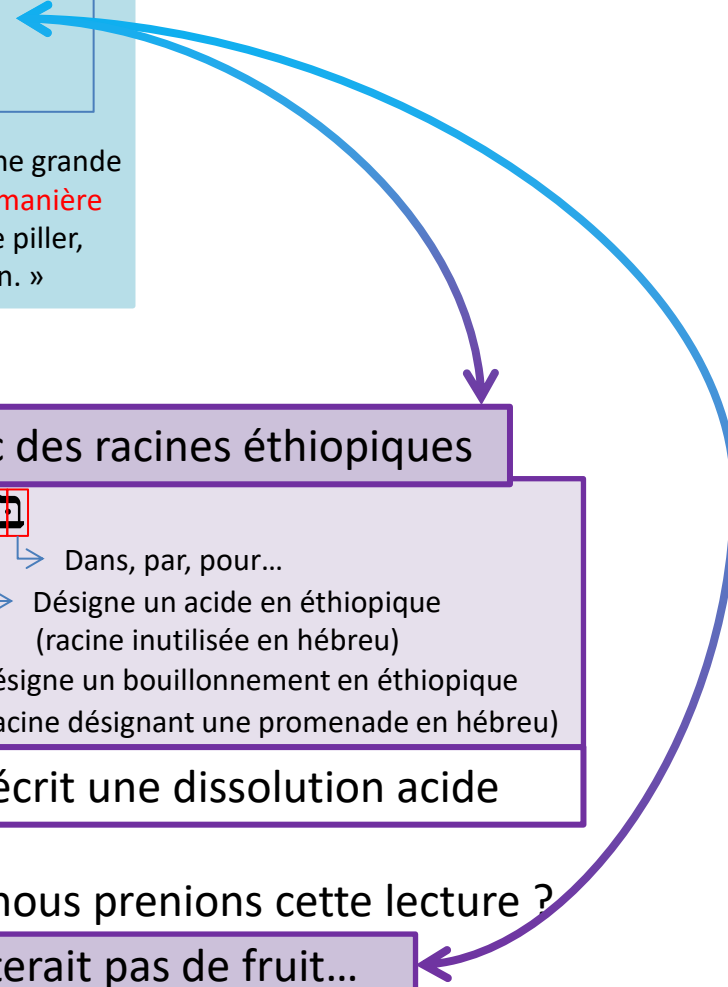 ne grande
manière
e piller,
n. »
c des racines éthiopiques
Dans, par, pour…
Désigne un acide en éthiopique
(racine inutilisée en hébreu)
ésigne un bouillonnement en éthiopique
acine désignant une promenade en hébreu)
écrit une dissolution acide
nous prenions cette lecture ?
terait pas de fruit…